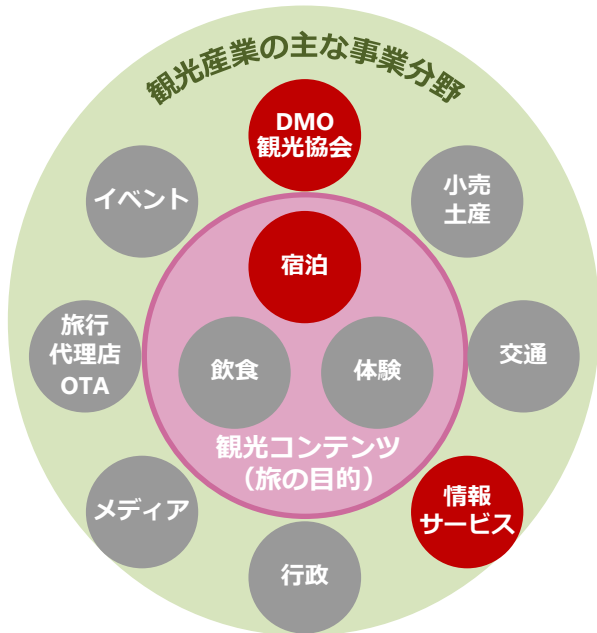 観光産業の主な事業分野
DMO
観光協会
イベント
小売
土産
宿泊
旅行
代理店
OTA
飲食
体験
交通
観光コンテンツ
（旅の目的）
メディア
情報
サービス
行政